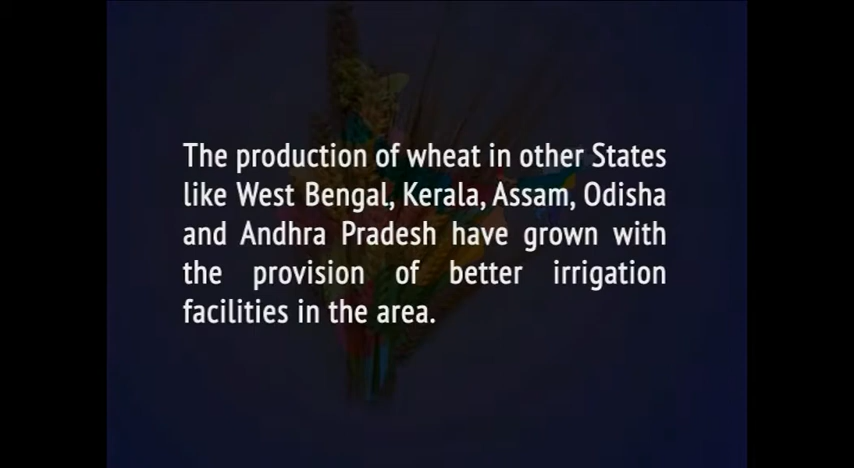 The production of wheat in other States
like West Bengal, Kerala, Assam, Odisha
and Andhra Pradesh have grown with
the provision of better irrigation
facilities in the area.